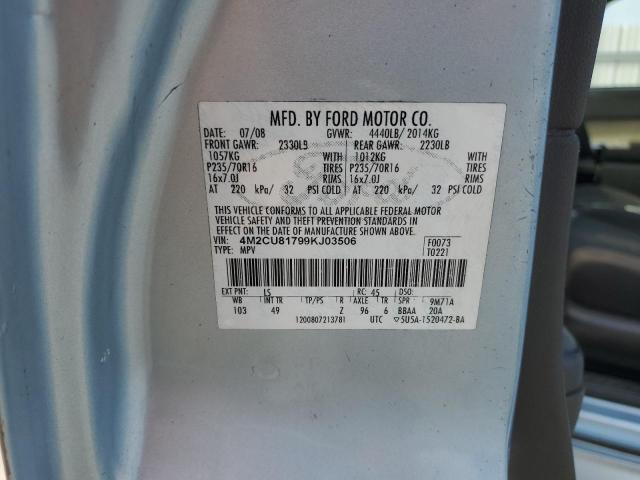 MFD. BY FORD MOTOR CO.
DATE: 07/08 GVWR: 4440LB/ 2014KG
FRONT GAWR: 2330LB REAR GAWR: 2230LB
1057KG WITH 1012KG WITH
P235/70R16 TIRES P235/70R16 TIRES
16x7.0J RIMS 16x7.0J RIMS
AT 220 kPa/ 32 PSI COLD AT 220 kPa/ 32 PSI COLD
THIS VEHICLE CONFORMS TO ALL APPLICABLE FEDERAL MOTOR
VEHICLE SAFETY AND THEFT PREVENTION STANDARDS IN
EFFECT ON THE DATE OF MANUFACTURE SHOWN ABOVE.
VIN: 4M2CU81799KJ03506 F0073
TYPE: MPV T0221
EXT PNT: LS RC: 45 DSO:
WB INT TR TP/PS R AXLE TR SPR 9M71A
103 49 Z 96 6 BBAA 20A
1200807213781 UTC ▽5U5A-1520472-BA